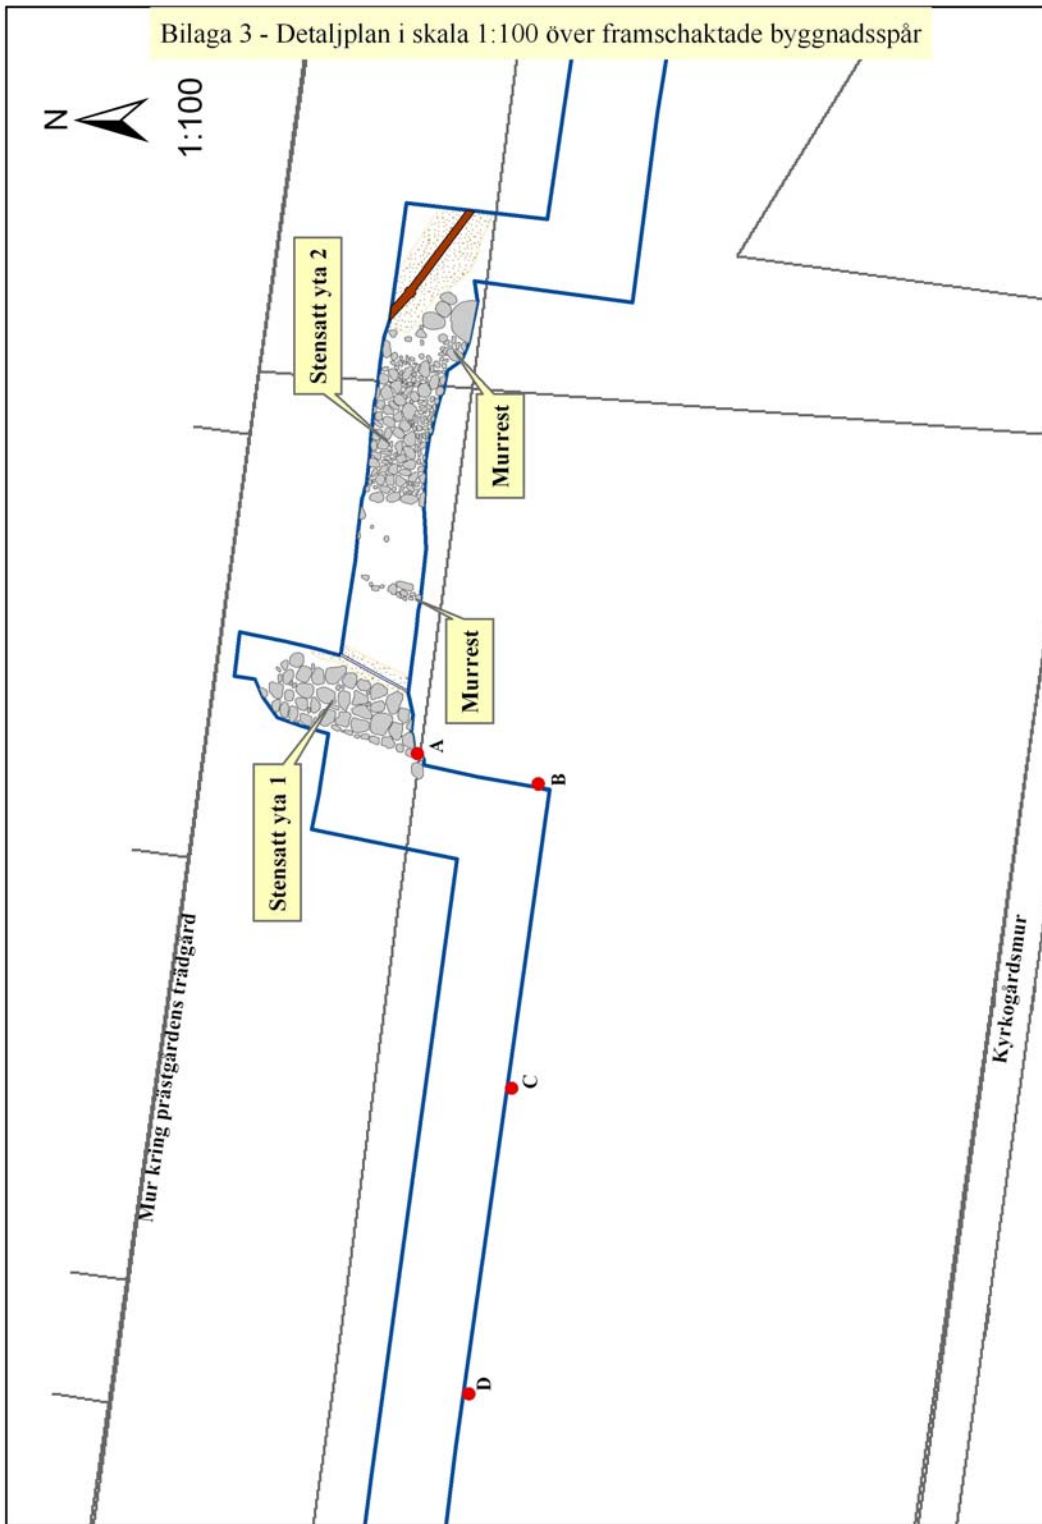 Bilaga 3 - Detaljplan i skala 1:100 över framschaktade byggnadsspår
N
1:100
Stensatt yta 2
Murrest
Murrest
Stensatt yta 1
A
B
Mur kring prästgårdens trädgård
C
Kyrkogårdsmur
D